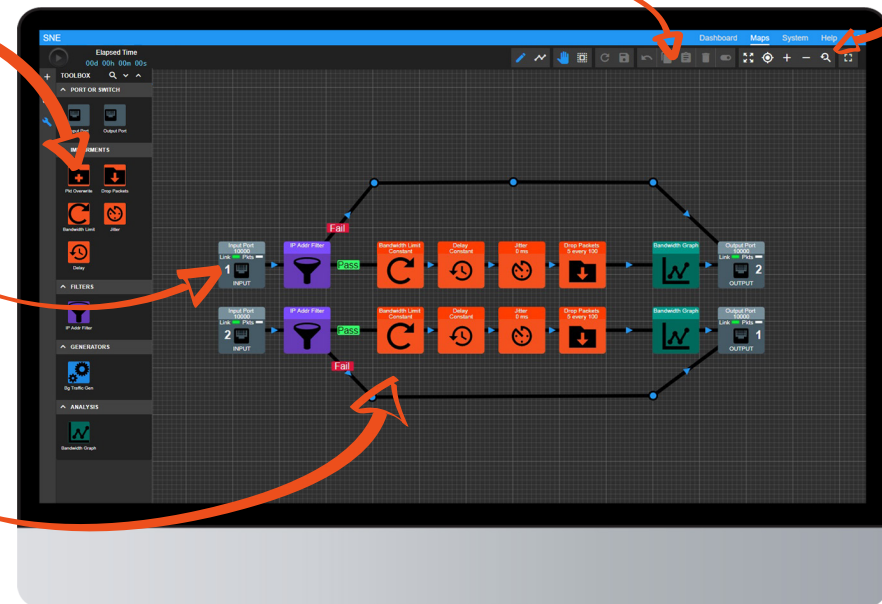 SNE
Dashboard Maps System Help
Elapsed Time
00d 00h 00m 00s
TOOLBOX
PORT OR SWITCH
Output Port
Pkt Overwrite Drop Packets
Bandwidth Limit Jitter
Delay
FILTERS
IP Addr Filter
GENERATORS
Bg Traffic Gen
ANALYSIS
Bandwidth Graph
Fail
Input Port IP Addr Filter Bandwidth Limit Delay Jitter Drop Packets Bandwidth Graph Output Port
10000 Constant Constant 0 ms 5 every 100 10000
Link Pkts Link Pkts
1 Pass 2
INPUT OUTPUT
Input Port IP Addr Filter Bandwidth Limit Delay Jitter Drop Packets Bandwidth Graph Output Port
10000 Constant Constant 0 ms 5 every 100 10000
Link Pkts Link Pkts
2 Pass 1
INPUT OUTPUT
Fail